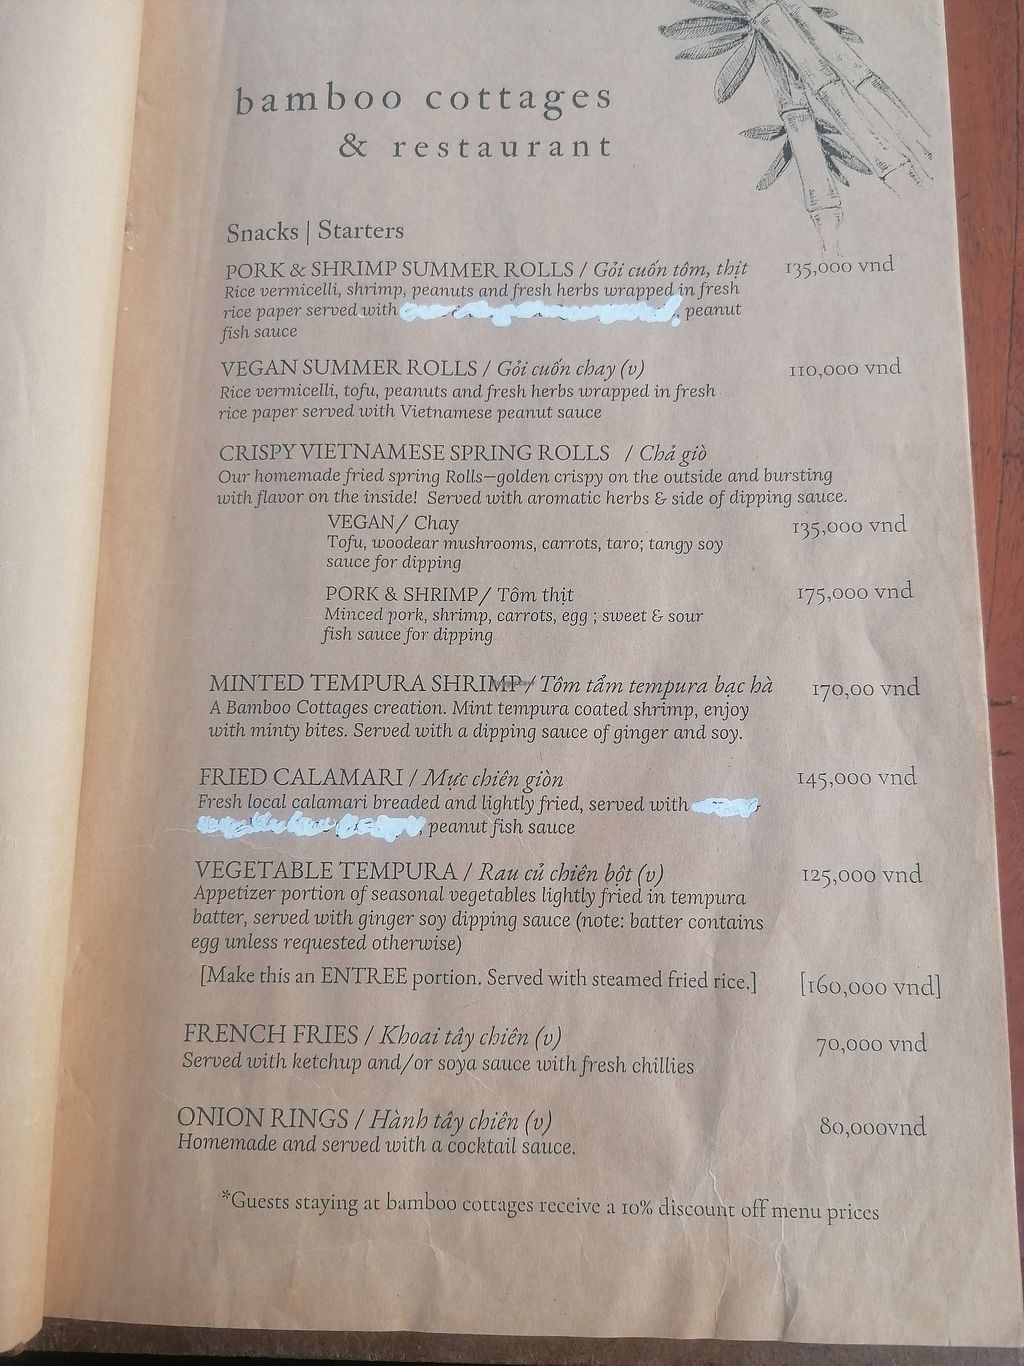 bamboo cottages
& restaurant
Snacks | Starters
PORK & SHRIMP SUMMER ROLLS / Gỏi cuốn tôm, thịt 135,000 vnd
Rice vermicelli, shrimp, peanuts and fresh herbs wrapped in fresh
rice paper served with , peanut
fish sauce
VEGAN SUMMER ROLLS / Gỏi cuốn chay (v) 110,000 vnd
Rice vermicelli, tofu, peanuts and fresh herbs wrapped in fresh
rice paper served with Vietnamese peanut sauce
CRISPY VIETNAMESE SPRING ROLLS / Chả giò
Our homemade fried spring Rolls—golden crispy on the outside and bursting
with flavor on the inside! Served with aromatic herbs & side of dipping sauce.
VEGAN/ Chay 135,000 vnd
Tofu, woodear mushrooms, carrots, taro; tangy soy
sauce for dipping
PORK & SHRIMP/ Tôm thịt 175,000 vnd
Minced pork, shrimp, carrots, egg ; sweet & sour
fish sauce for dipping
MINTED TEMPURA SHRIMP / Tôm tẩm tempura bạc hà 170,00 vnd
A Bamboo Cottages creation. Mint tempura coated shrimp, enjoy
with minty bites. Served with a dipping sauce of ginger and soy.
FRIED CALAMARI / Mực chiên giòn 145,000 vnd
Fresh local calamari breaded and lightly fried, served with
, peanut fish sauce
VEGETABLE TEMPURA / Rau củ chiên bột (v) 125,000 vnd
Appetizer portion of seasonal vegetables lightly fried in tempura
batter, served with ginger soy dipping sauce (note: batter contains
egg unless requested otherwise)
[Make this an ENTREE portion. Served with steamed fried rice.] [160,000 vnd]
FRENCH FRIES / Khoai tây chiên (v) 70,000 vnd
Served with ketchup and/or soya sauce with fresh chillies
ONION RINGS / Hành tây chiên (v) 80,000vnd
Homemade and served with a cocktail sauce.
*Guests staying at bamboo cottages receive a 10% discount off menu prices